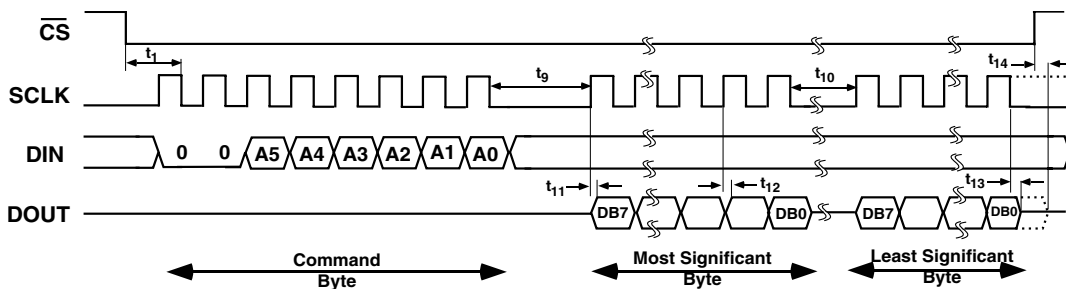 CS
t1
t9
t10
t14
SCLK
DIN
0 0 A5 A4 A3 A2 A1 A0
t11
t12
t13
DOUT
DB7 DB0 DB7 DB0
Command
Byte
Most Significant
Byte
Least Significant
Byte